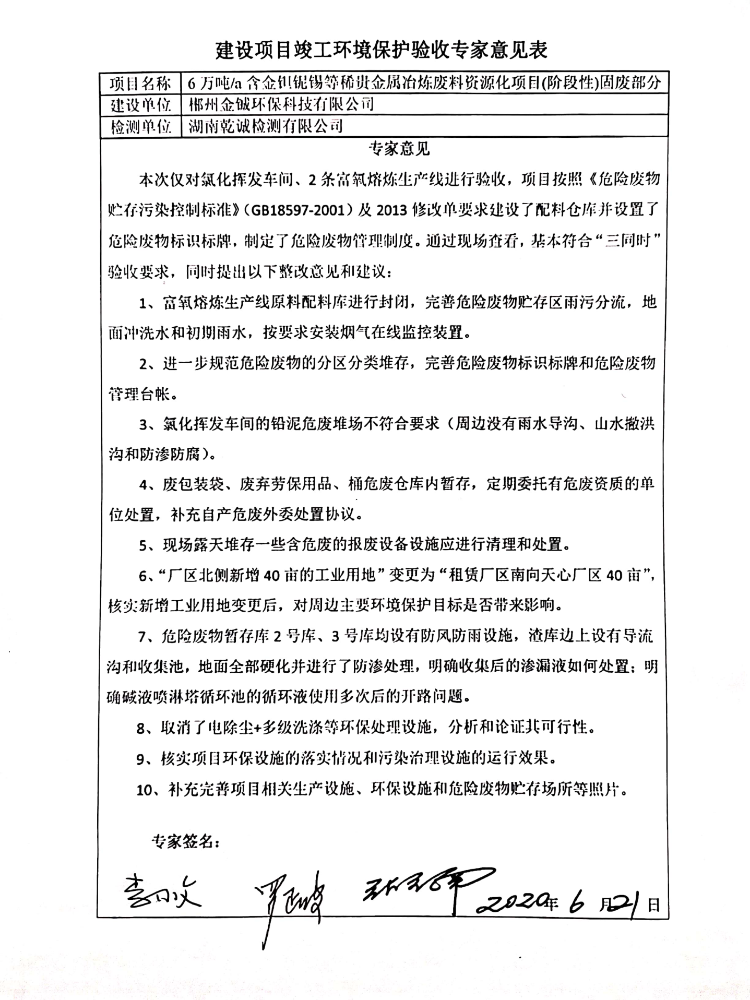 建设项目竣工环境保护验收专家意见表
项目名称 6万吨/a含金钽铌锡等稀贵金属冶炼废料资源化项目(阶段性)固废部分
建设单位 郴州金铖环保科技有限公司
检测单位 湖南乾诚检测有限公司
专家意见
本次仅对氯化挥发车间、2条富氧熔炼生产线进行验收，项目按照《危险废物
贮存污染控制标准》（GB18597-2001）及2013修改单要求建设了配料仓库并设置了
危险废物标识标牌，制定了危险废物管理制度。通过现场查看，基本符合“三同时”
验收要求，同时提出以下整改意见和建议：
1、富氧熔炼生产线原料配料库进行封闭，完善危险废物贮存区雨污分流，地
面冲洗水和初期雨水，按要求安装烟气在线监控装置。
2、进一步规范危险废物的分区分类堆存，完善危险废物标识标牌和危险废物
管理台帐。
3、氯化挥发车间的铅泥危废堆场不符合要求（周边没有雨水导沟、山水撤洪
沟和防渗防腐）。
4、废包装袋、废弃劳保用品、桶危废仓库内暂存，定期委托有危废资质的单
位处置，补充自产危废外委处置协议。
5、现场露天堆存一些含危废的报废设备设施应进行清理和处置。
6、“厂区北侧新增40亩的工业用地”变更为“租赁厂区南向天心厂区40亩”，
核实新增工业用地变更后，对周边主要环境保护目标是否带来影响。
7、危险废物暂存库2号库、3号库均设有防风防雨设施，渣库边上设有导流
沟和收集池，地面全部硬化并进行了防渗处理，明确收集后的渗漏液如何处置；明
确碱液喷淋塔循环池的循环液使用多次后的开路问题。
8、取消了电除尘+多级洗涤等环保处理设施，分析和论证其可行性。
9、核实项目环保设施的落实情况和污染治理设施的运行效果。
10、补充完善项目相关生产设施、环保设施和危险废物贮存场所等照片。
专家签名：
2020年6月21日